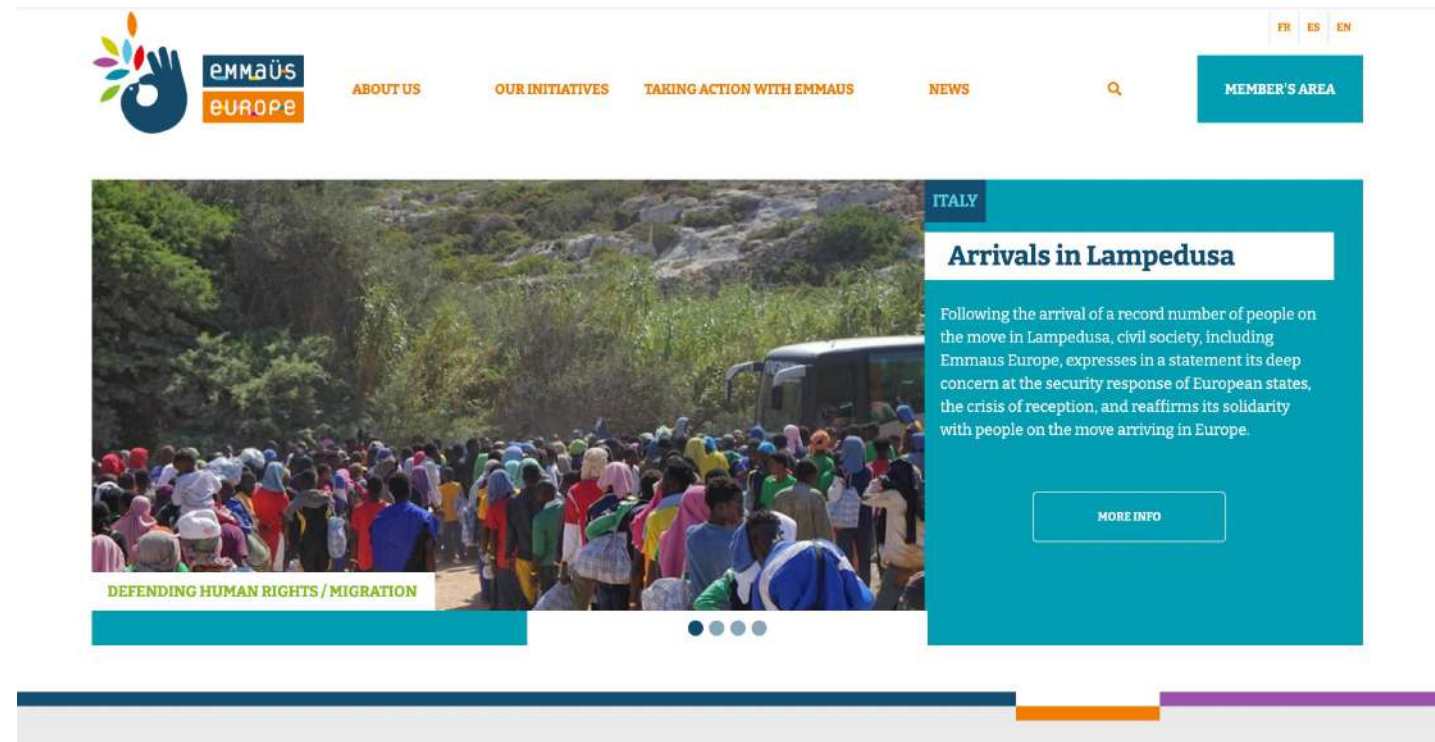 FR ES EN
emmaüs
europe
ABOUT US
OUR INITIATIVES
TAKING ACTION WITH EMMAUS
NEWS
MEMBER'S AREA
ITALY
Arrivals in Lampedusa
Following the arrival of a record number of people on
the move in Lampedusa, civil society, including
Emmaus Europe, expresses in a statement its deep
concern at the security response of European states,
the crisis of reception, and reaffirms its solidarity
with people on the move arriving in Europe.
MORE INFO
DEFENDING HUMAN RIGHTS / MIGRATION